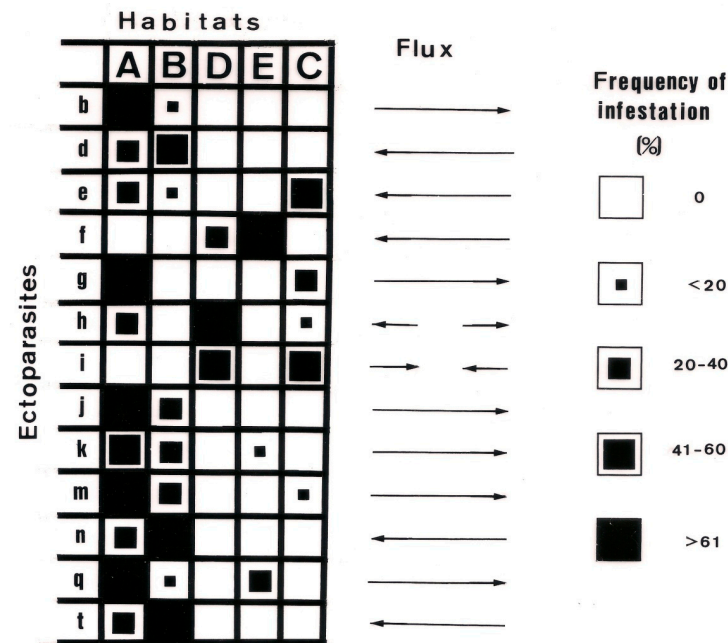 Habitats
A B D E C
Flux
Frequency of
infestation
(%)
Ectoparasites
b
d
e
f
g
h
i
j
k
m
n
q
t
0
<20
20-40
41-60
>61